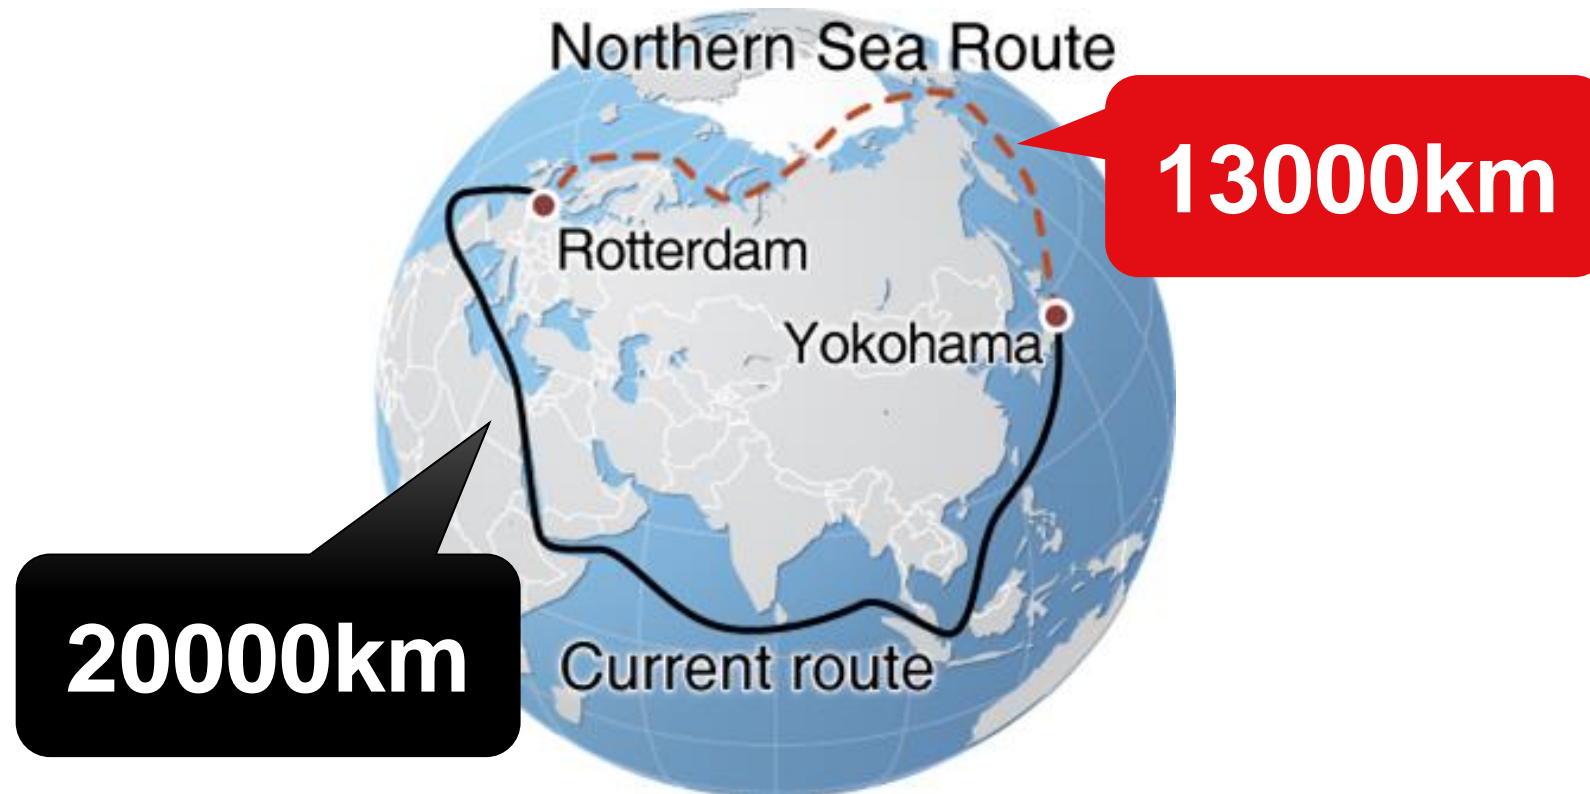 Northern Sea Route
13000km
Rotterdam
Yokohama
20000km
Current route